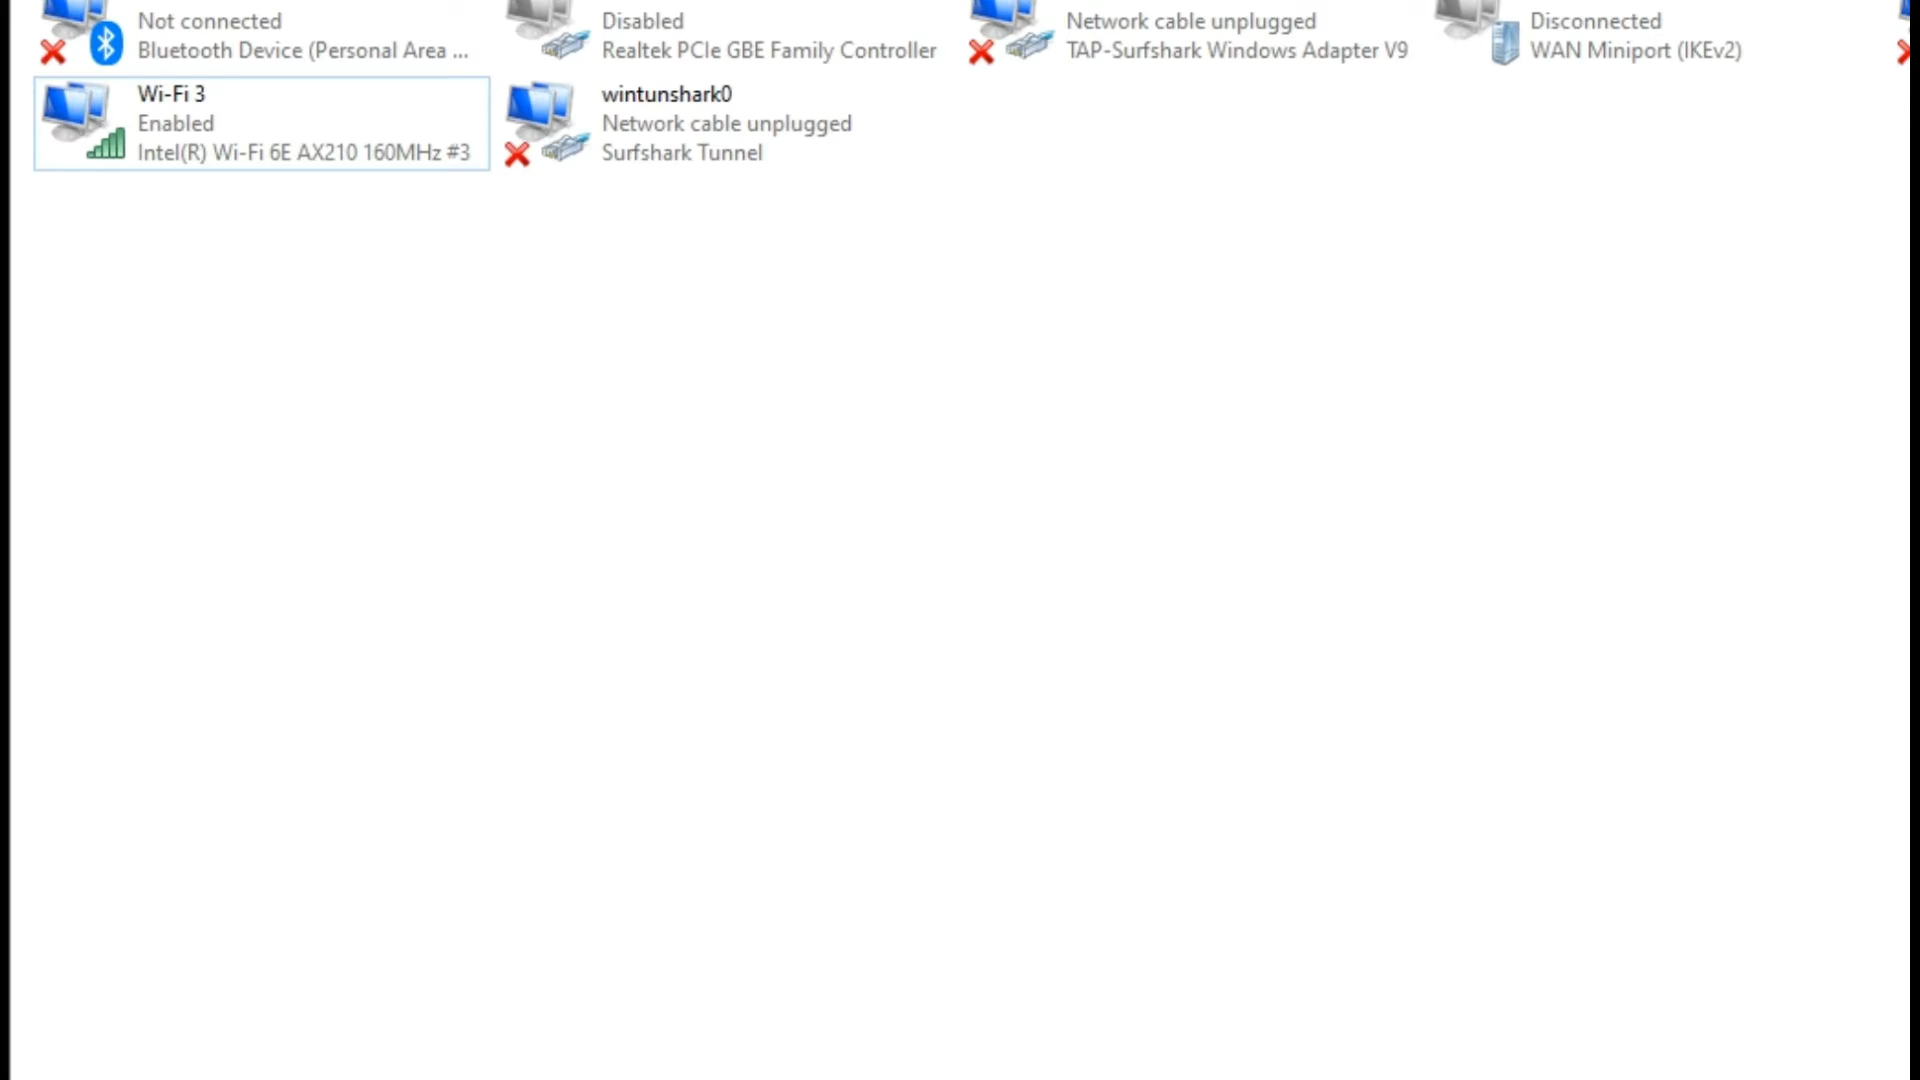 Not connected
Bluetooth Device (Personal Area ...
Disabled
Realtek PCIe GBE Family Controller
Network cable unplugged
TAP-Surfshark Windows Adapter V9
Disconnected
WAN Miniport (IKEv2)
Wi-Fi 3
Enabled
Intel(R) Wi-Fi 6E AX210 160MHz #3
wintunshark0
Network cable unplugged
Surfshark Tunnel